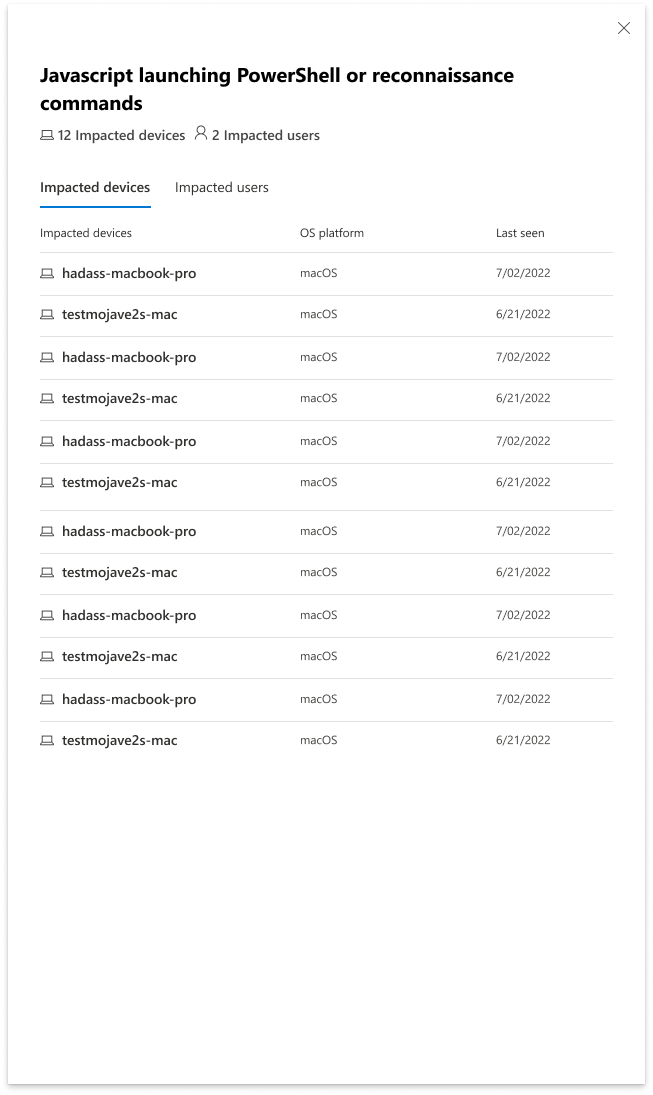 Javascript launching PowerShell or reconnaissance
commands
12 Impacted devices 2 Impacted users
Impacted devices Impacted users
Impacted devices OS platform Last seen
hadass-macbook-pro macOS 7/02/2022
testmojave2s-mac macOS 6/21/2022
hadass-macbook-pro macOS 7/02/2022
testmojave2s-mac macOS 6/21/2022
hadass-macbook-pro macOS 7/02/2022
testmojave2s-mac macOS 6/21/2022
hadass-macbook-pro macOS 7/02/2022
testmojave2s-mac macOS 6/21/2022
hadass-macbook-pro macOS 7/02/2022
testmojave2s-mac macOS 6/21/2022
hadass-macbook-pro macOS 7/02/2022
testmojave2s-mac macOS 6/21/2022